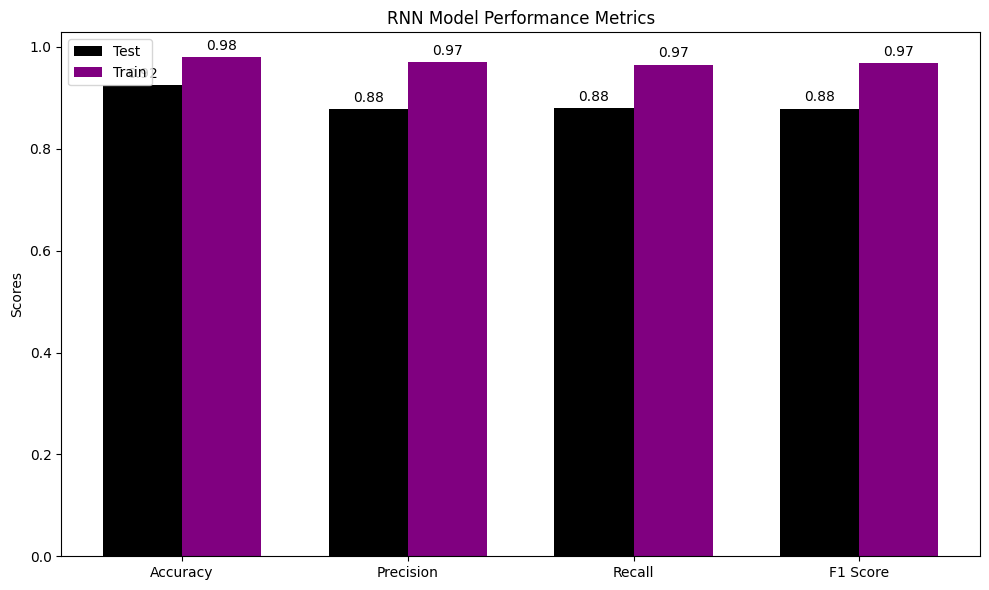 RNN Model Performance Metrics
Test
Train
0.98
0.88
0.97
0.88
0.97
0.88
0.97
1.0
0.8
0.6
0.4
0.2
0.0
Scores
Accuracy
Precision
Recall
F1 Score